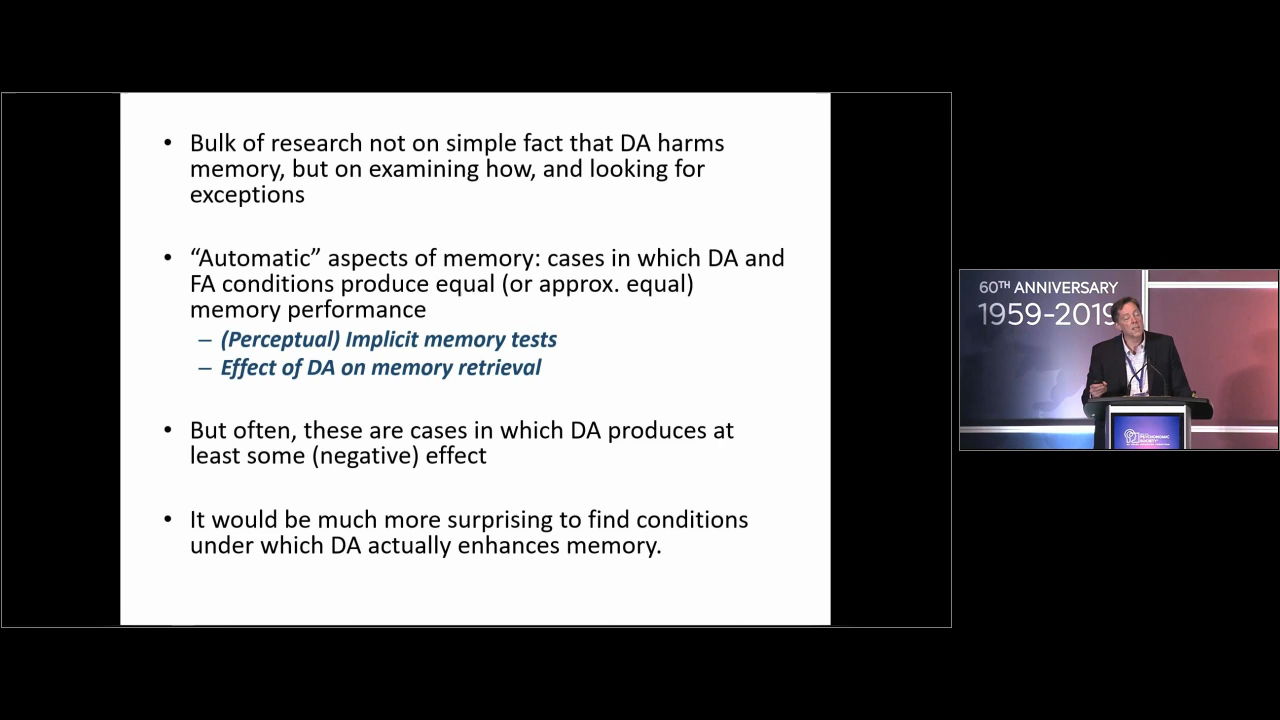 • Bulk of research not on simple fact that DA harms
memory, but on examining how, and looking for
exceptions
• “Automatic” aspects of memory: cases in which DA and
FA conditions produce equal (or approx. equal)
memory performance
– (Perceptual) Implicit memory tests
– Effect of DA on memory retrieval
• But often, these are cases in which DA produces at
least some (negative) effect
• It would be much more surprising to find conditions
under which DA actually enhances memory.
60TH ANNIVERSARY
1959-2019
PSYCHONOMIC
SOCIETY